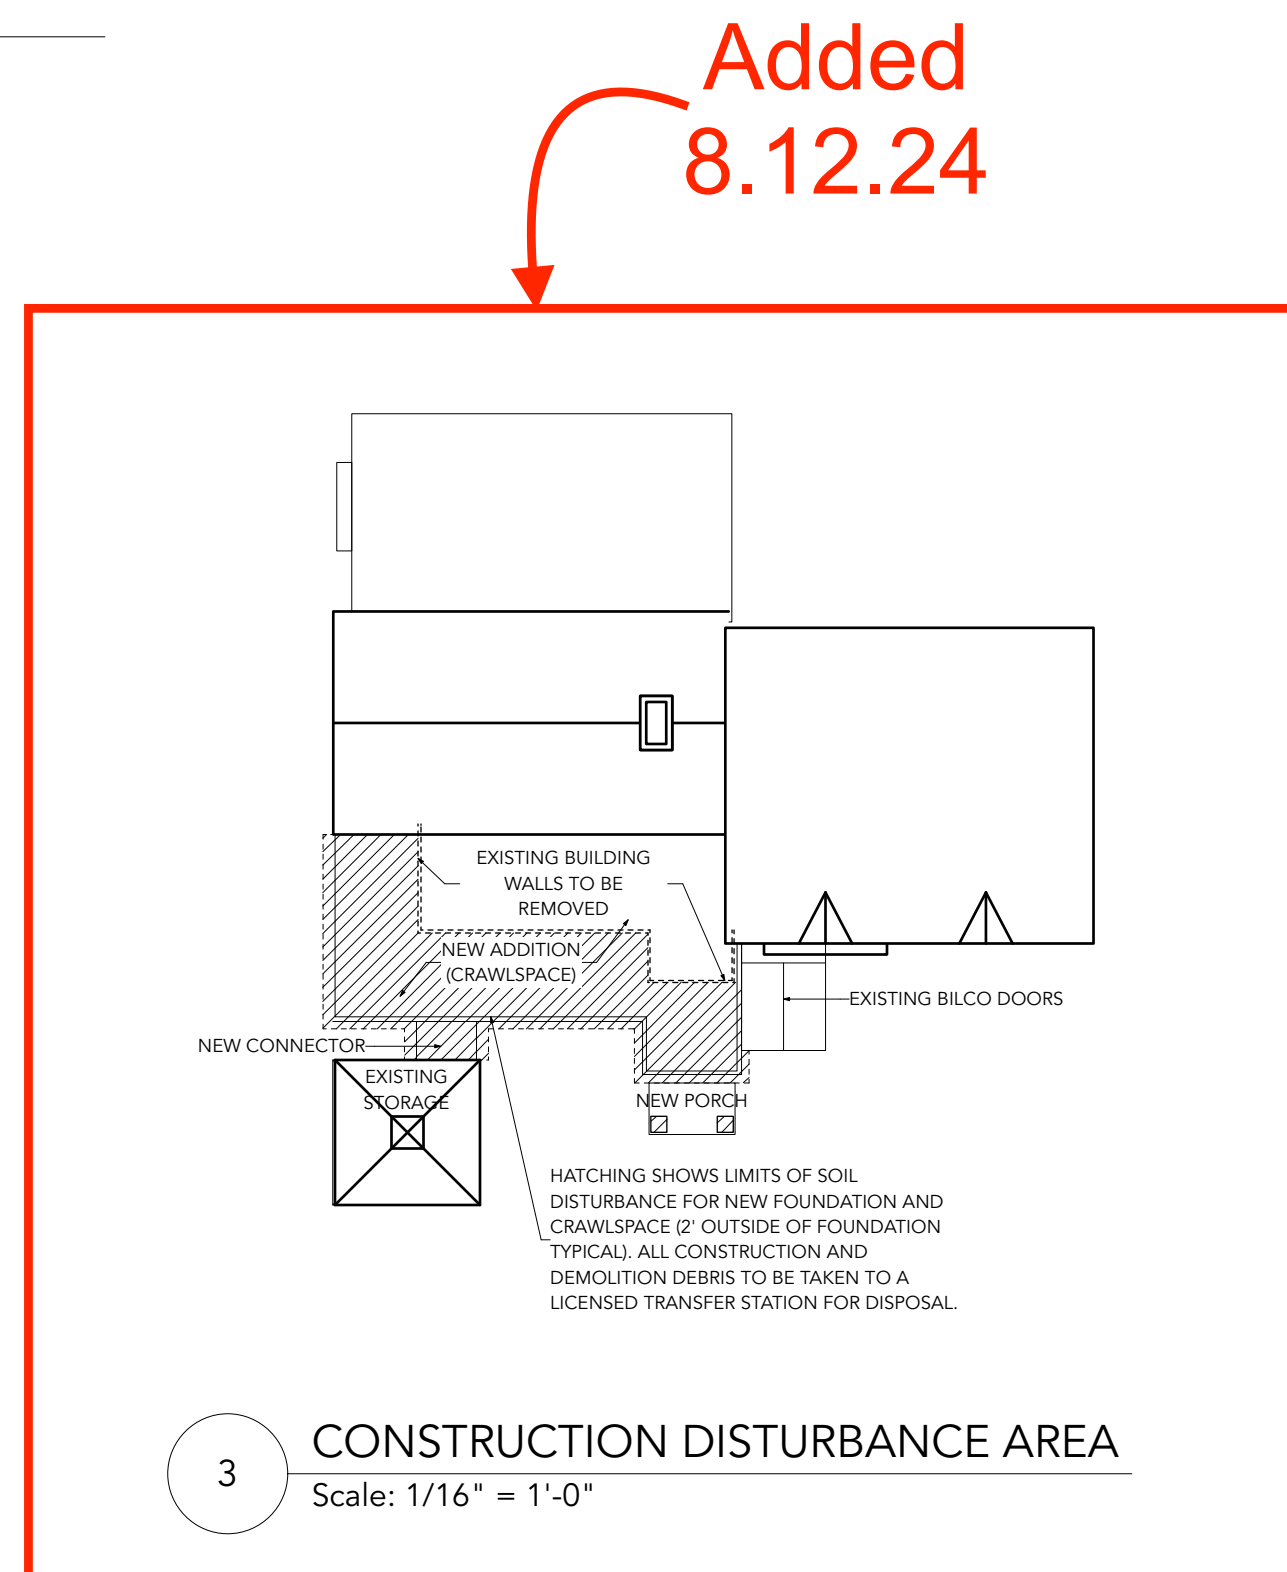 Added
8.12.24
EXISTING BUILDING
WALLS TO BE
REMOVED
NEW ADDITION
(CRAWLSPACE)
EXISTING BILCO DOORS
NEW CONNECTOR
EXISTING
STORAGE
NEW PORCH
HATCHING SHOWS LIMITS OF SOIL
DISTURBANCE FOR NEW FOUNDATION AND
CRAWLSPACE (2' OUTSIDE OF FOUNDATION
TYPICAL). ALL CONSTRUCTION AND
DEMOLITION DEBRIS TO BE TAKEN TO A
LICENSED TRANSFER STATION FOR DISPOSAL.
3
CONSTRUCTION DISTURBANCE AREA
Scale: 1/16" = 1'-0"